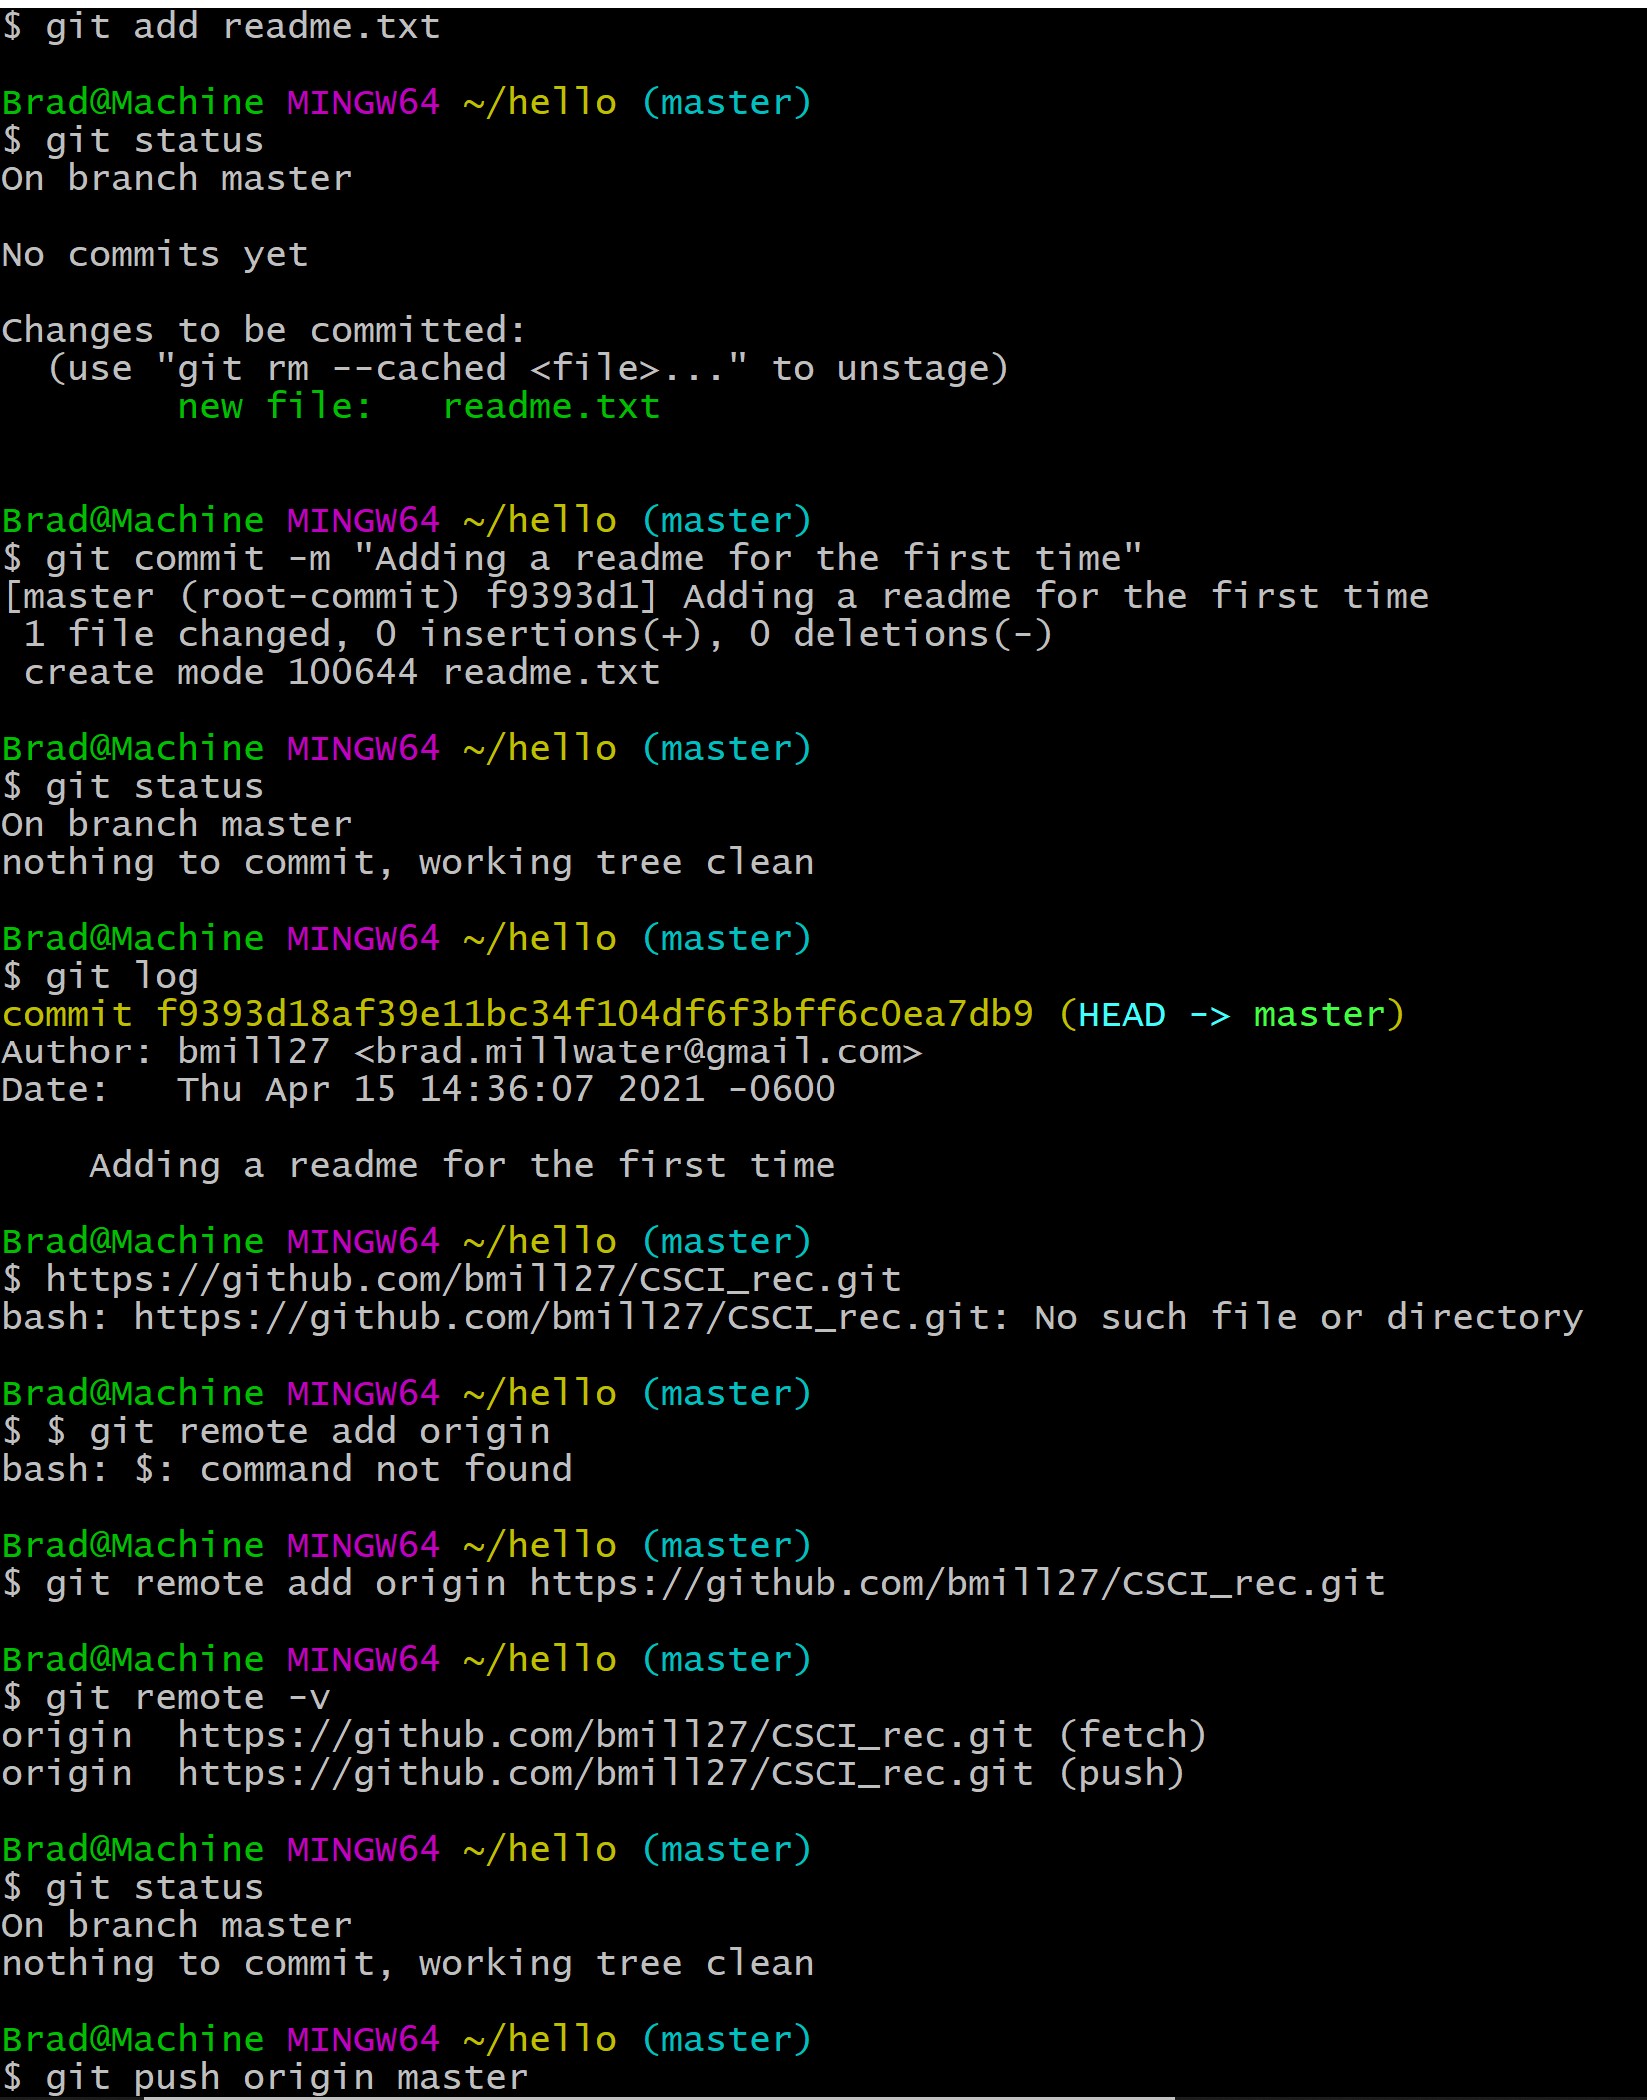 $ git add readme.txt
Brad@Machine MINGW64 ~/hello (master)
$ git status
On branch master
No commits yet
Changes to be committed:
  (use "git rm --cached <file>..." to unstage)
        new file:   readme.txt
Brad@Machine MINGW64 ~/hello (master)
$ git commit -m "Adding a readme for the first time"
[master (root-commit) f9393d1] Adding a readme for the first time
 1 file changed, 0 insertions(+), 0 deletions(-)
 create mode 100644 readme.txt
Brad@Machine MINGW64 ~/hello (master)
$ git status
On branch master
nothing to commit, working tree clean
Brad@Machine MINGW64 ~/hello (master)
$ git log
commit f9393d18af39e11bc34f104df6f3bff6c0ea7db9 (HEAD -> master)
Author: bmill27 <brad.millwater@gmail.com>
Date:   Thu Apr 15 14:36:07 2021 -0600
    Adding a readme for the first time
Brad@Machine MINGW64 ~/hello (master)
$ https://github.com/bmill27/CSCI_rec.git
bash: https://github.com/bmill27/CSCI_rec.git: No such file or directory
Brad@Machine MINGW64 ~/hello (master)
$ $ git remote add origin
bash: $: command not found
Brad@Machine MINGW64 ~/hello (master)
$ git remote add origin https://github.com/bmill27/CSCI_rec.git
Brad@Machine MINGW64 ~/hello (master)
$ git remote -v
origin  https://github.com/bmill27/CSCI_rec.git (fetch)
origin  https://github.com/bmill27/CSCI_rec.git (push)
Brad@Machine MINGW64 ~/hello (master)
$ git status
On branch master
nothing to commit, working tree clean
Brad@Machine MINGW64 ~/hello (master)
$ git push origin master